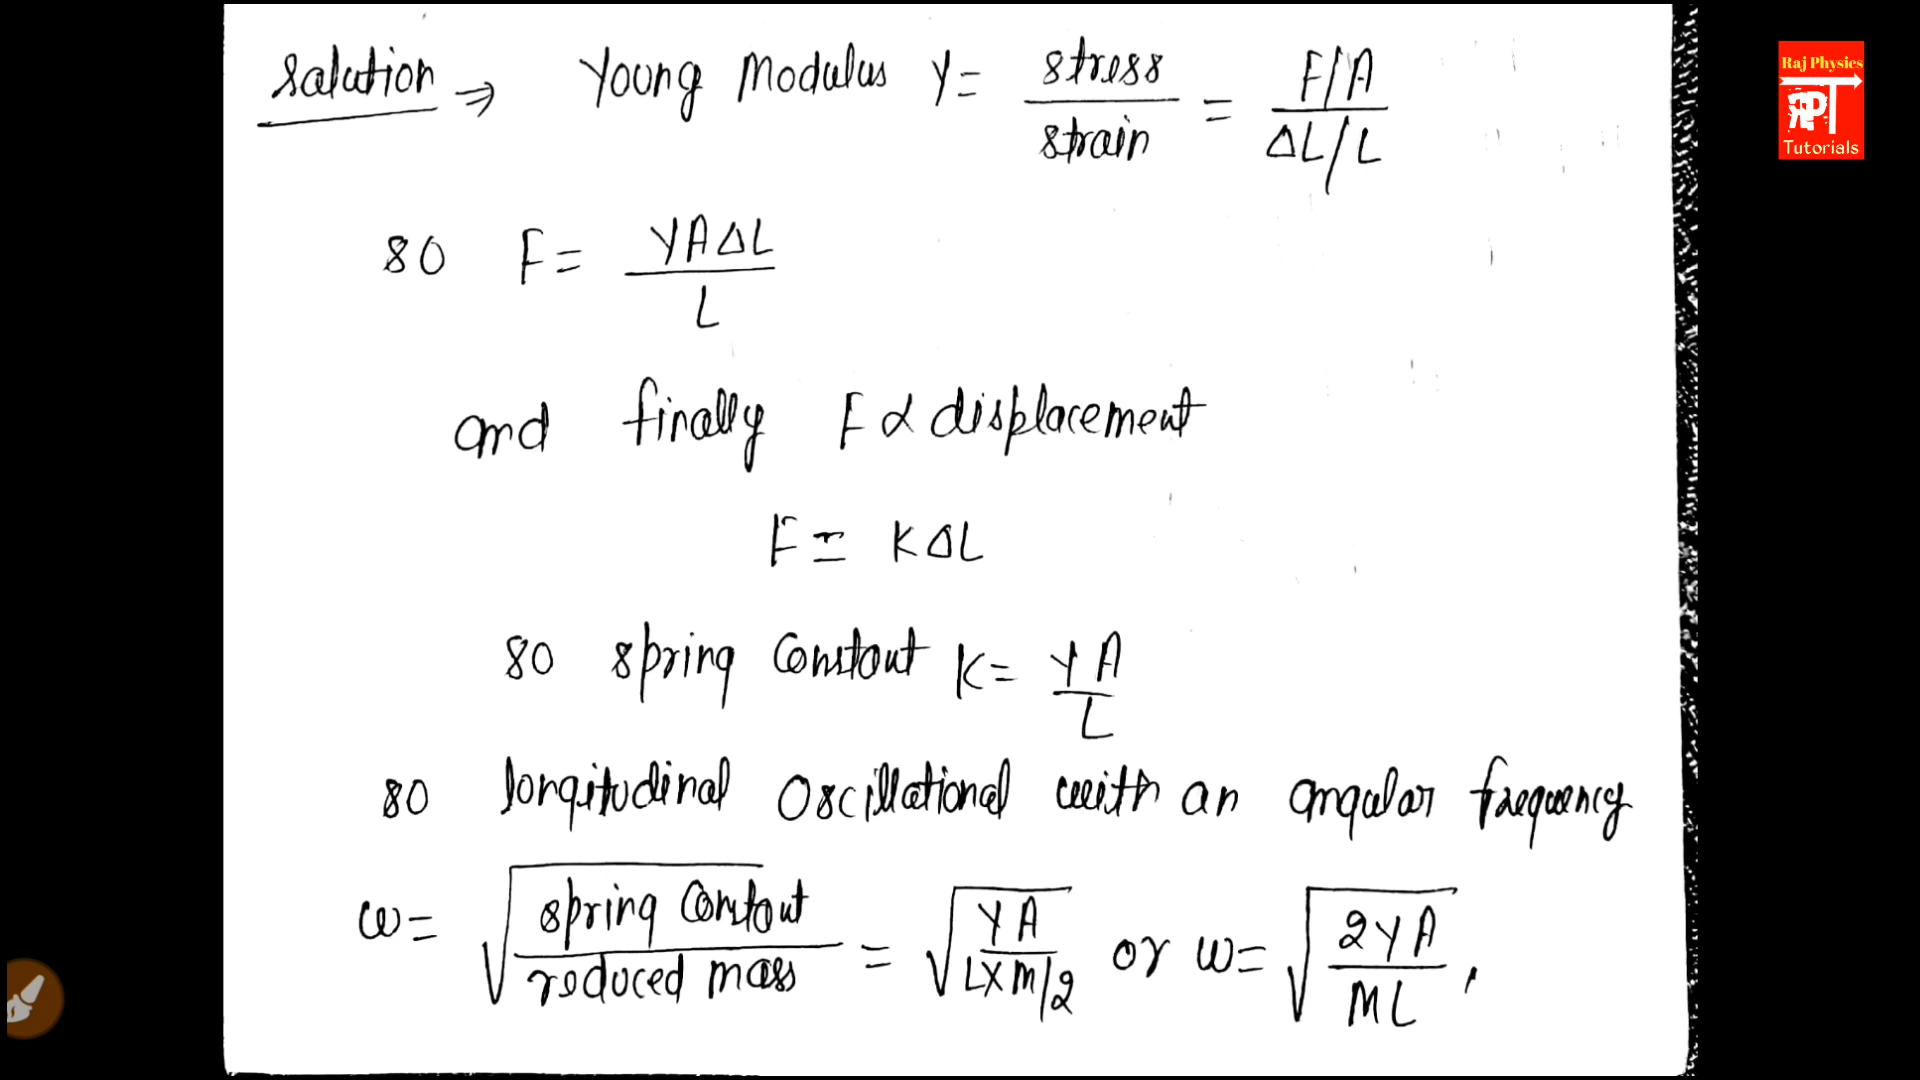 Solution ⇒ Young Modulus Y = stress/strain = (F/A)/(ΔL/L)
so F = YAΔL/L
and finally F α displacement
F = KΔL
so spring Constant K = YA/L
so longitudinal Oscillational with an angular frequency
ω = √(spring Constant/reduced mass) = √(YA/(L×M/2)) or ω = √(2YA/ML)
Raj Physics
RPT
Tutorials